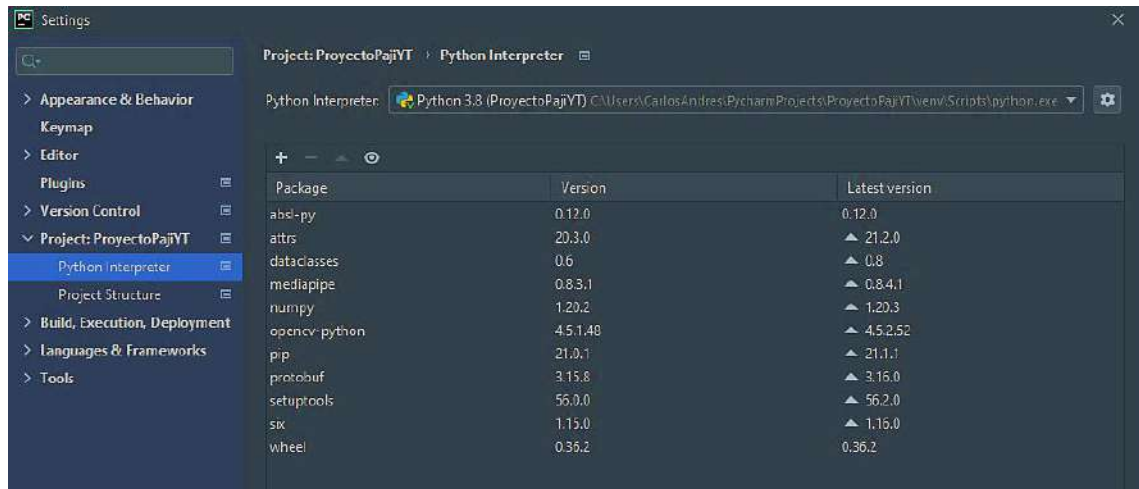 PC Settings
Project: ProyectoPajiYT › Python Interpreter
Python Interpreter: Python 3.8 (ProyectoPajiYT) C:\Users\CarlosAndres\PycharmProjects\ProyectoPajiYT\venv\Scripts\python.exe
Appearance & Behavior
Keymap
Editor
Plugins
Version Control
Project: ProyectoPajiYT
Python Interpreter
Project Structure
Build, Execution, Deployment
Languages & Frameworks
Tools
Package Version Latest version
absl-py 0.12.0 0.12.0
attrs 20.3.0 21.2.0
dataclasses 0.6 0.8
mediapipe 0.8.3.1 0.8.4.1
numpy 1.20.2 1.20.3
opencv-python 4.5.1.48 4.5.2.52
pip 21.0.1 21.1.1
protobuf 3.15.8 3.16.0
setuptools 56.0.0 56.2.0
six 1.15.0 1.16.0
wheel 0.36.2 0.36.2